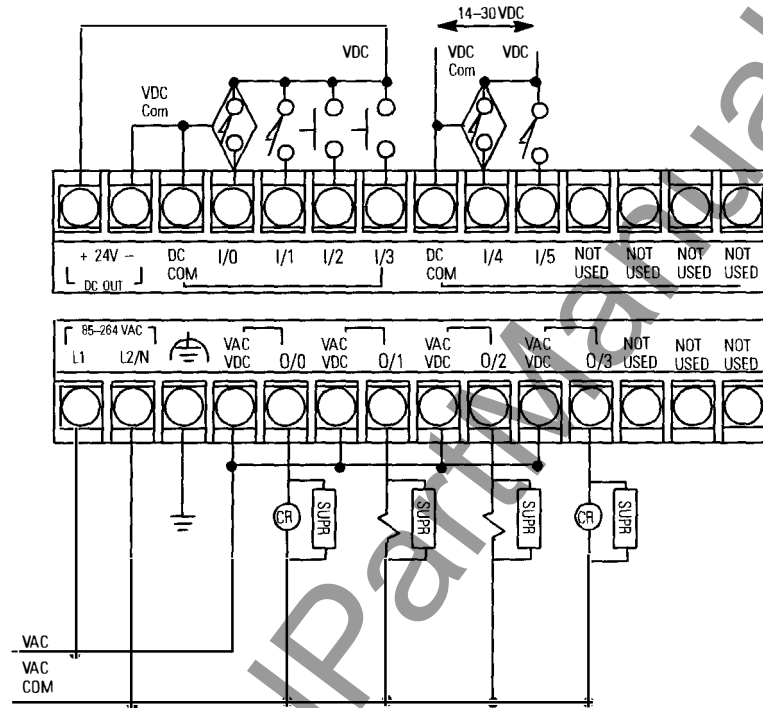 14–30 VDC
VDC
VDC
Com
VDC
VDC
Com
+ 24V –
DC OUT
DC
COM
I/0
I/1
I/2
I/3
DC
COM
I/4
I/5
NOT
USED
NOT
USED
NOT
USED
NOT
USED
85–264 VAC
L1
L2/N
VAC
VDC
O/0
VAC
VDC
O/1
VAC
VDC
O/2
VAC
VDC
O/3
NOT
USED
NOT
USED
NOT
USED
CR
SUPR
SUPR
SUPR
CR
SUPR
VAC
VAC
COM
lPartManual